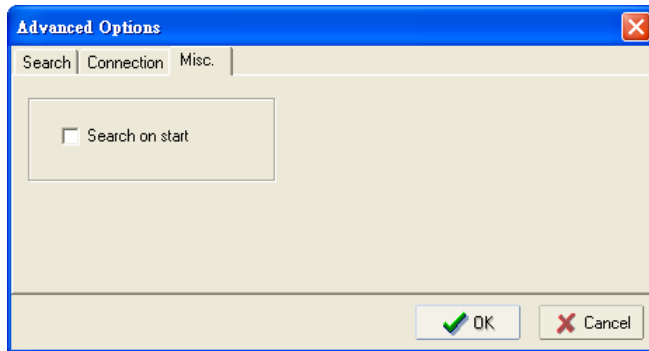 Advanced Options
Search Connection Misc.
Search on start
OK Cancel